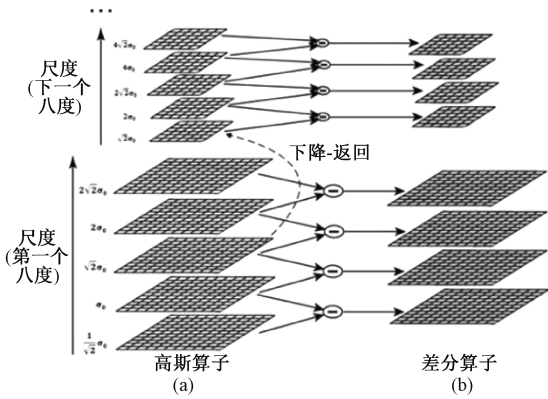 ...
4√2σ₀
4σ₀
2√2σ₀
2σ₀
√2σ₀
尺度
(下一个
八度)
下降-返回
2√2σ₀
2σ₀
√2σ₀
σ₀
1/√2 σ₀
尺度
(第一个
八度)
高斯算子
差分算子
(a)
(b)